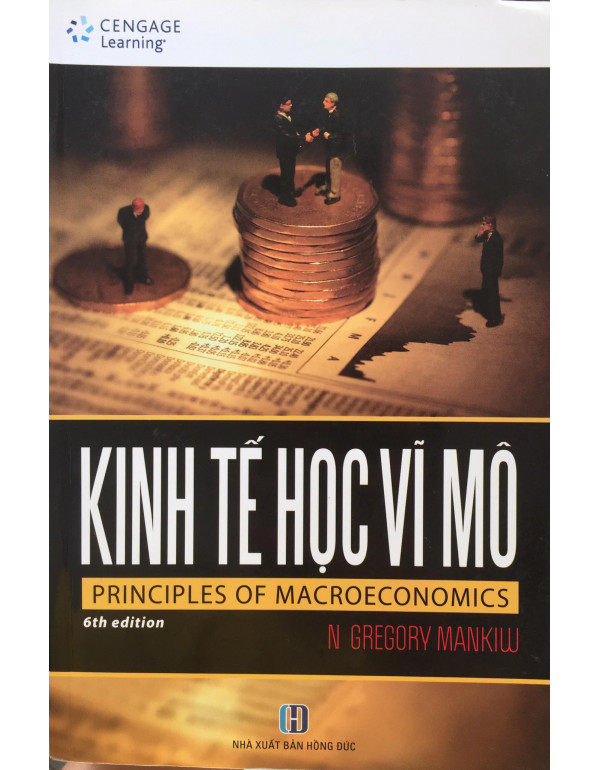 CENGAGE
Learning
KINH TẾ HỌC VĨ MÔ
PRINCIPLES OF MACROECONOMICS
6th edition
N GREGORY MANKIW
NHÀ XUẤT BẢN HỒNG ĐỨC